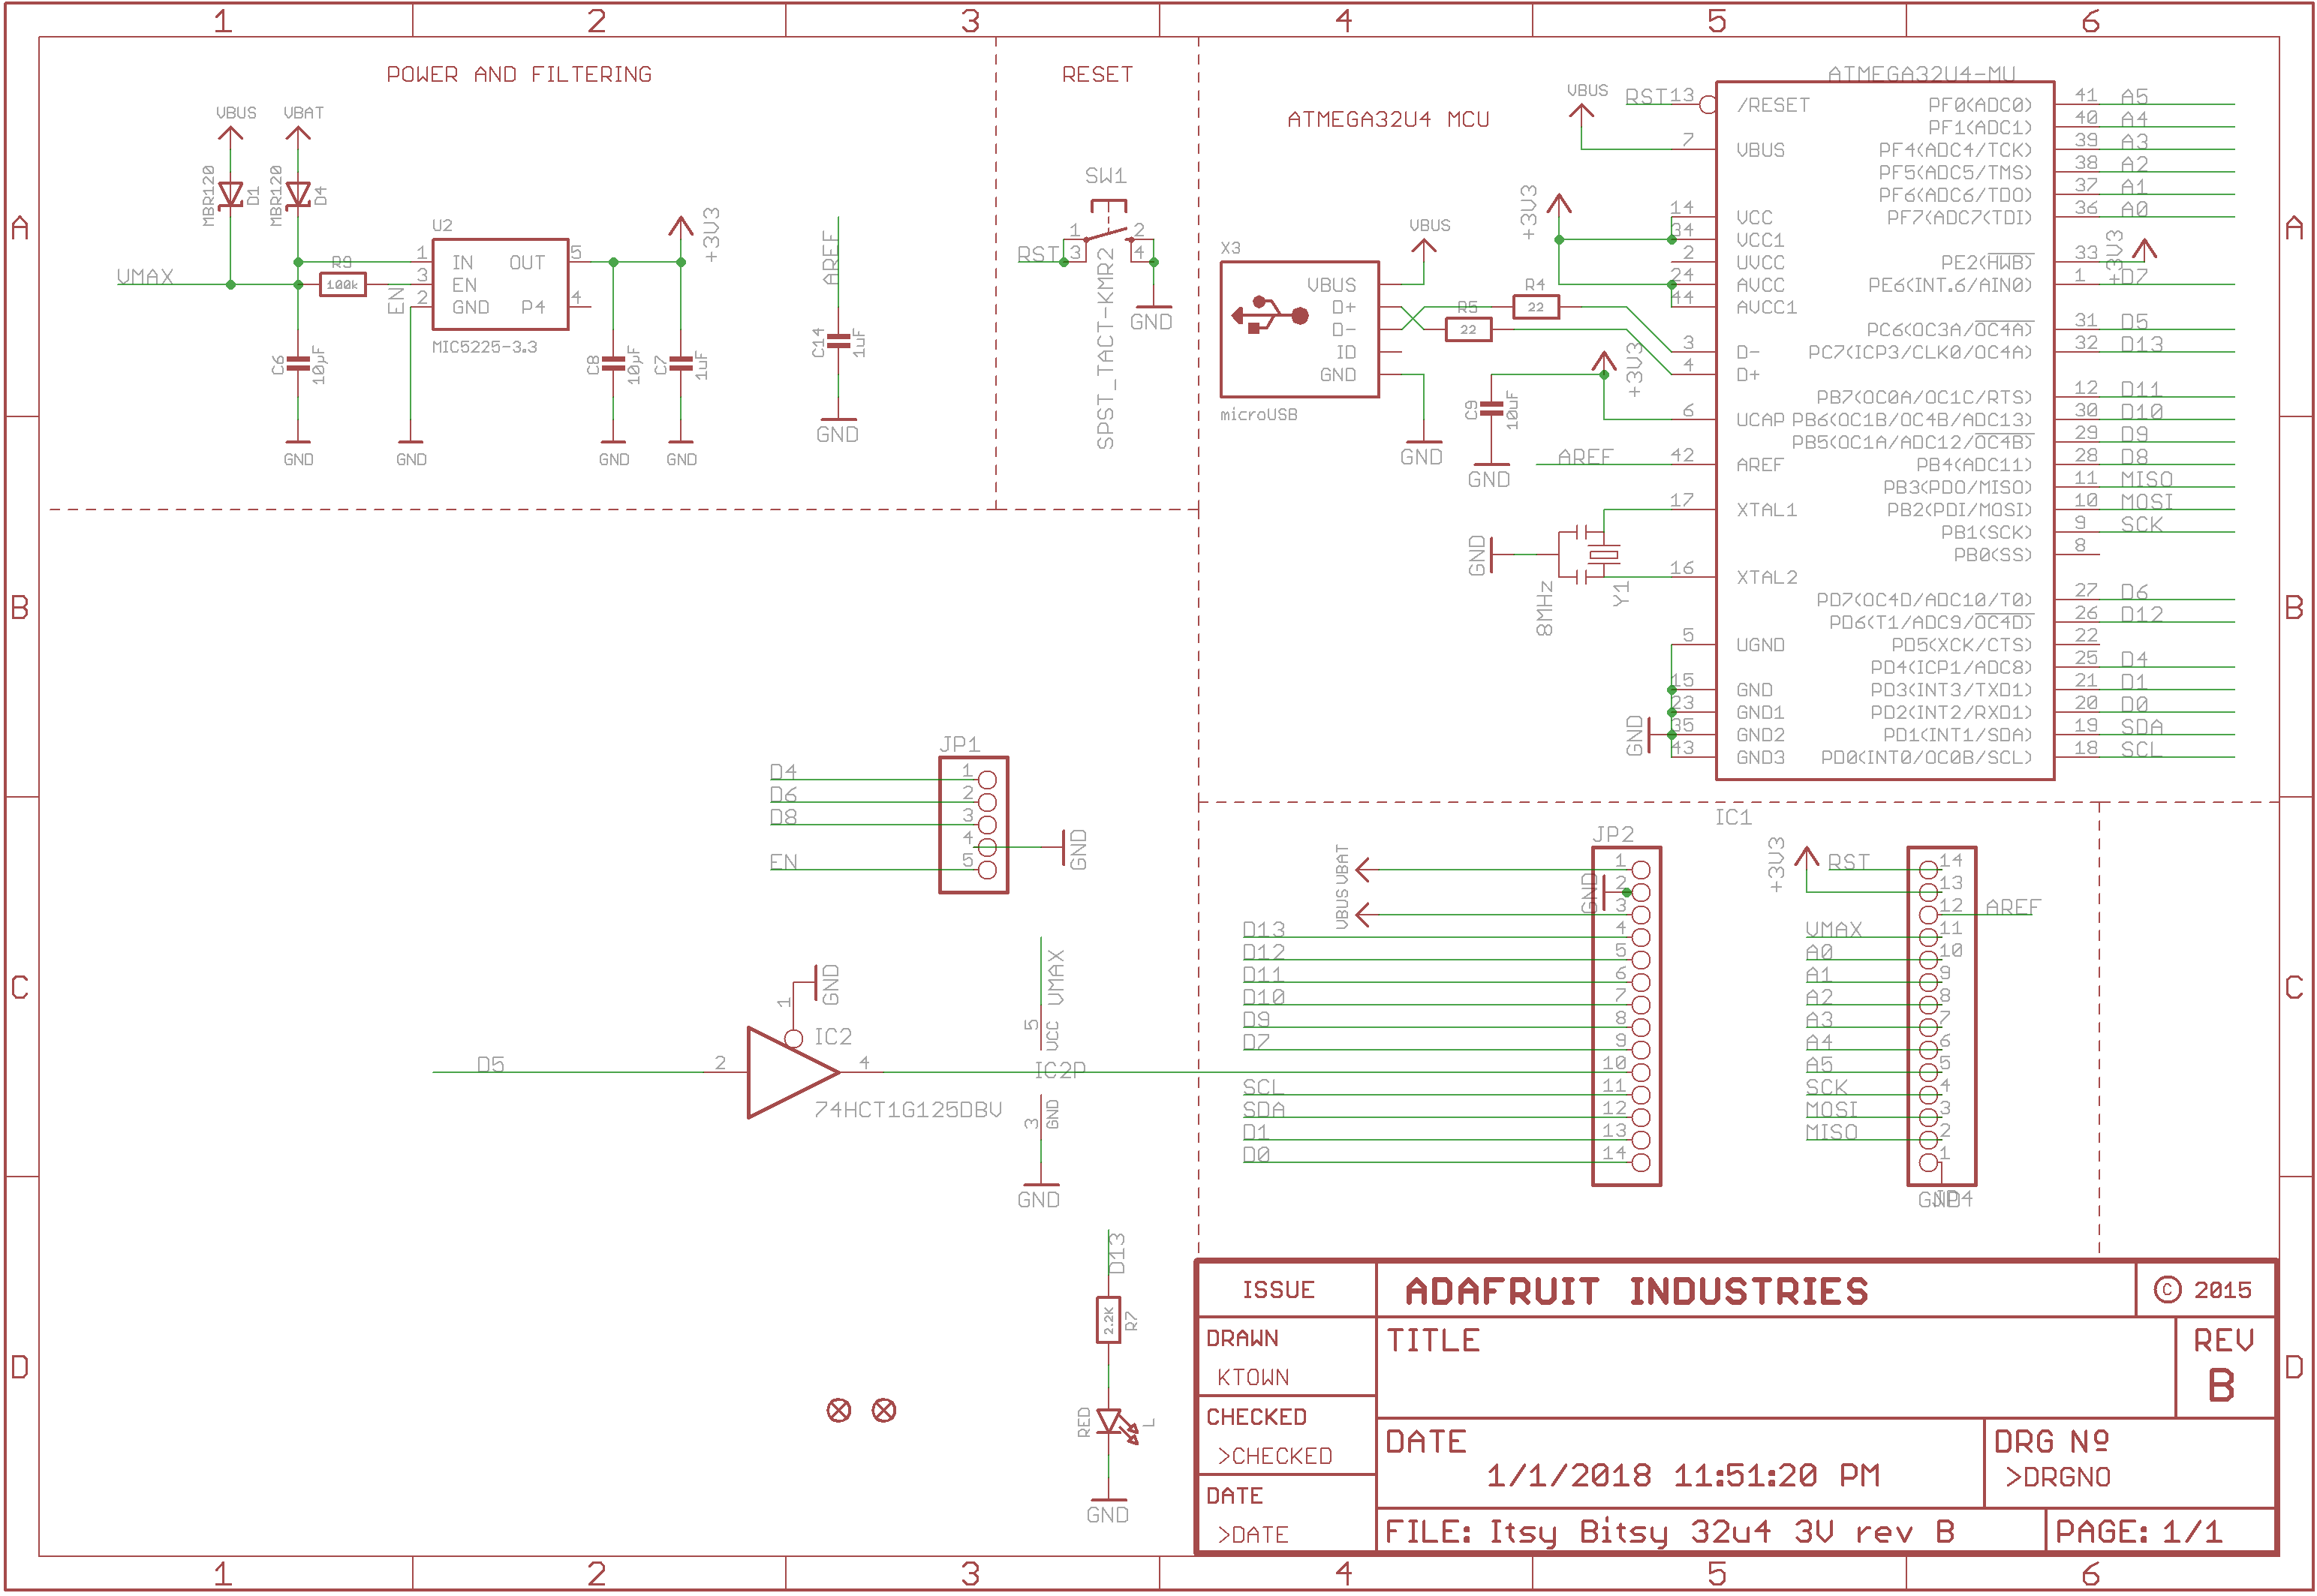 1 2 3 4 5 6
A
B
C
D
POWER AND FILTERING
VBUS
VBAT
MBR120
D1
MBR120
D4
VMAX
R9
100k
EN
U2
1 IN OUT 5
3 EN
2 GND P4 4
MIC5225-3.3
+3V3
C6
10µF
GND
GND
C8
10µF
GND
C7
1uF
GND
AREF
C14
1uF
GND
RESET
SW1
RST
1 2
3 4
SPST_TACT-KMR2
GND
ATMEGA32U4 MCU
X3
VBUS
D+
D-
ID
GND
microUSB
VBUS
GND
R5
22
R4
22
VBUS
+3V3
+3V3
C9
10uF
GND
AREF
GND
8MHz
Y1
GND
ATMEGA32U4-MU
RST 13 /RESET
7 VBUS
14 VCC
34 VCC1
2 UVCC
24 AVCC
44 AVCC1
3 D-
4 D+
6 UCAP
42 AREF
17 XTAL1
16 XTAL2
5 UGND
15 GND
23 GND1
35 GND2
43 GND3
PF0(ADC0) 41 A5
PF1(ADC1) 40 A4
PF4(ADC4/TCK) 39 A3
PF5(ADC5/TMS) 38 A2
PF6(ADC6/TDO) 37 A1
PF7(ADC7(TDI) 36 A0
PE2(HWB) 33 +3V3
PE6(INT.6/AIN0) 1 D7
PC6(OC3A/OC4A) 31 D5
PC7(ICP3/CLK0/OC4A) 32 D13
PB7(OC0A/OC1C/RTS) 12 D11
PB6(OC1B/OC4B/ADC13) 30 D10
PB5(OC1A/ADC12/OC4B) 29 D9
PB4(ADC11) 28 D8
PB3(PDO/MISO) 11 MISO
PB2(PDI/MOSI) 10 MOSI
PB1(SCK) 9 SCK
PB0(SS) 8
PD7(OC4D/ADC10/T0) 27 D6
PD6(T1/ADC9/OC4D) 26 D12
PD5(XCK/CTS) 22
PD4(ICP1/ADC8) 25 D4
PD3(INT3/TXD1) 21 D1
PD2(INT2/RXD1) 20 D0
PD1(INT1/SDA) 19 SDA
PD0(INT0/OC0B/SCL) 18 SCL
IC1
JP1
D4 1
D6 2
D8 3
4 GND
EN 5
D5 2
1 GND
IC2
4
74HCT1G125DBV
VMAX
5 VCC
IC2P
3 GND
GND
JP2
VBAT 1
GND 2
VBUS 3
D13 4
D12 5
D11 6
D10 7
D9 8
D7 9
10
SCL 11
SDA 12
D1 13
D0 14
+3V3
RST 14
13
12 AREF
VMAX 11
A0 10
A1 9
A2 8
A3 7
A4 6
A5 5
SCK 4
MOSI 3
MISO 2
1
GND
JP4
D13
2.2K
R7
RED
L
GND
ISSUE
ADAFRUIT INDUSTRIES
© 2015
DRAWN
KTOWN
TITLE
REV
B
CHECKED
>CHECKED
DATE
1/1/2018 11:51:20 PM
DRG Nº
>DRGNO
DATE
>DATE
FILE: Itsy Bitsy 32u4 3V rev B
PAGE: 1/1
A
B
C
D
1 2 3 4 5 6